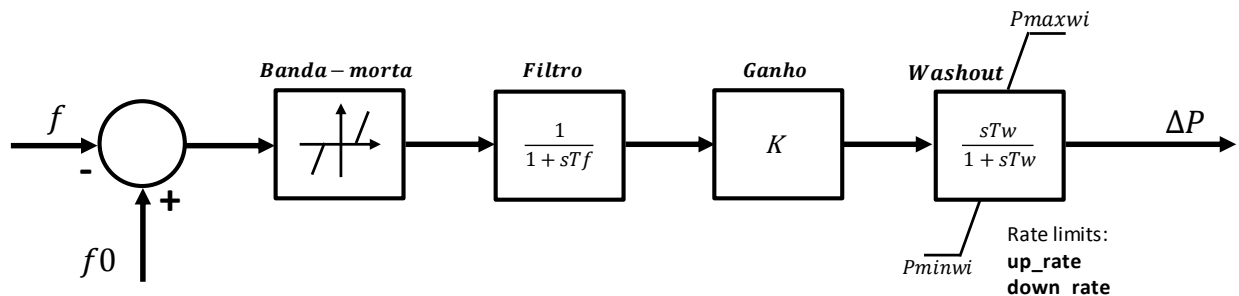 Pmaxwi
Banda-morta
Filtro
Ganho
Washout
f
-
+
f0
1
1 + sTf
K
sTw
1 + sTw
ΔP
Pminwi
Rate limits:
up_rate
down_rate